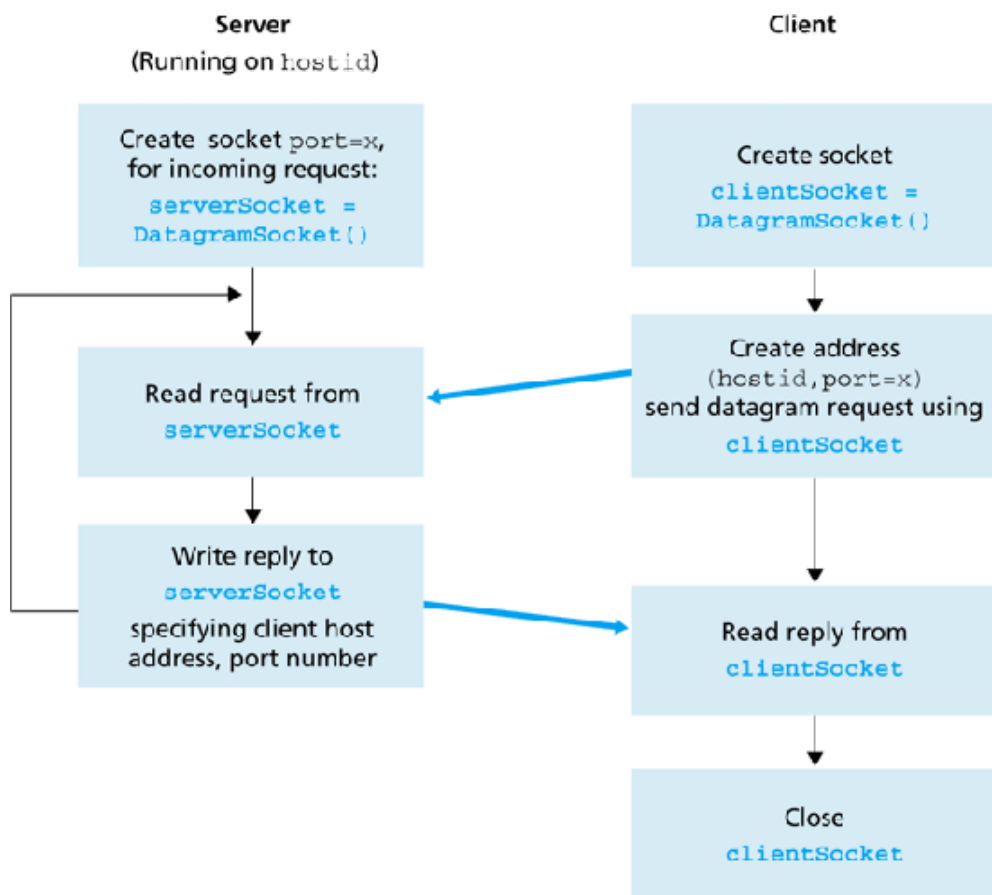 Server
(Running on hostid)
Create socket port=x,
for incoming request:
serverSocket =
DatagramSocket()
Read request from
serverSocket
Write reply to
serverSocket
specifying client host
address, port number
Client
Create socket
clientSocket =
DatagramSocket()
Create address
(hostid,port=x)
send datagram request using
clientSocket
Read reply from
clientSocket
Close
clientSocket